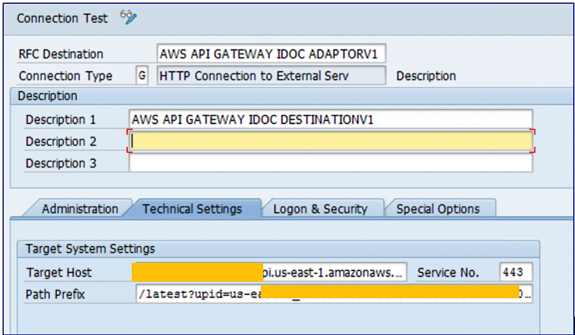 Connection Test
RFC Destination AWS API GATEWAY IDOC ADAPTORV1
Connection Type G HTTP Connection to External Serv Description
Description
Description 1 AWS API GATEWAY IDOC DESTINATIONV1
Description 2
Description 3
Administration Technical Settings Logon & Security Special Options
Target System Settings
Target Host pi.us-east-1.amazonaws.... Service No. 443
Path Prefix /latest?upid=us-ea 0...